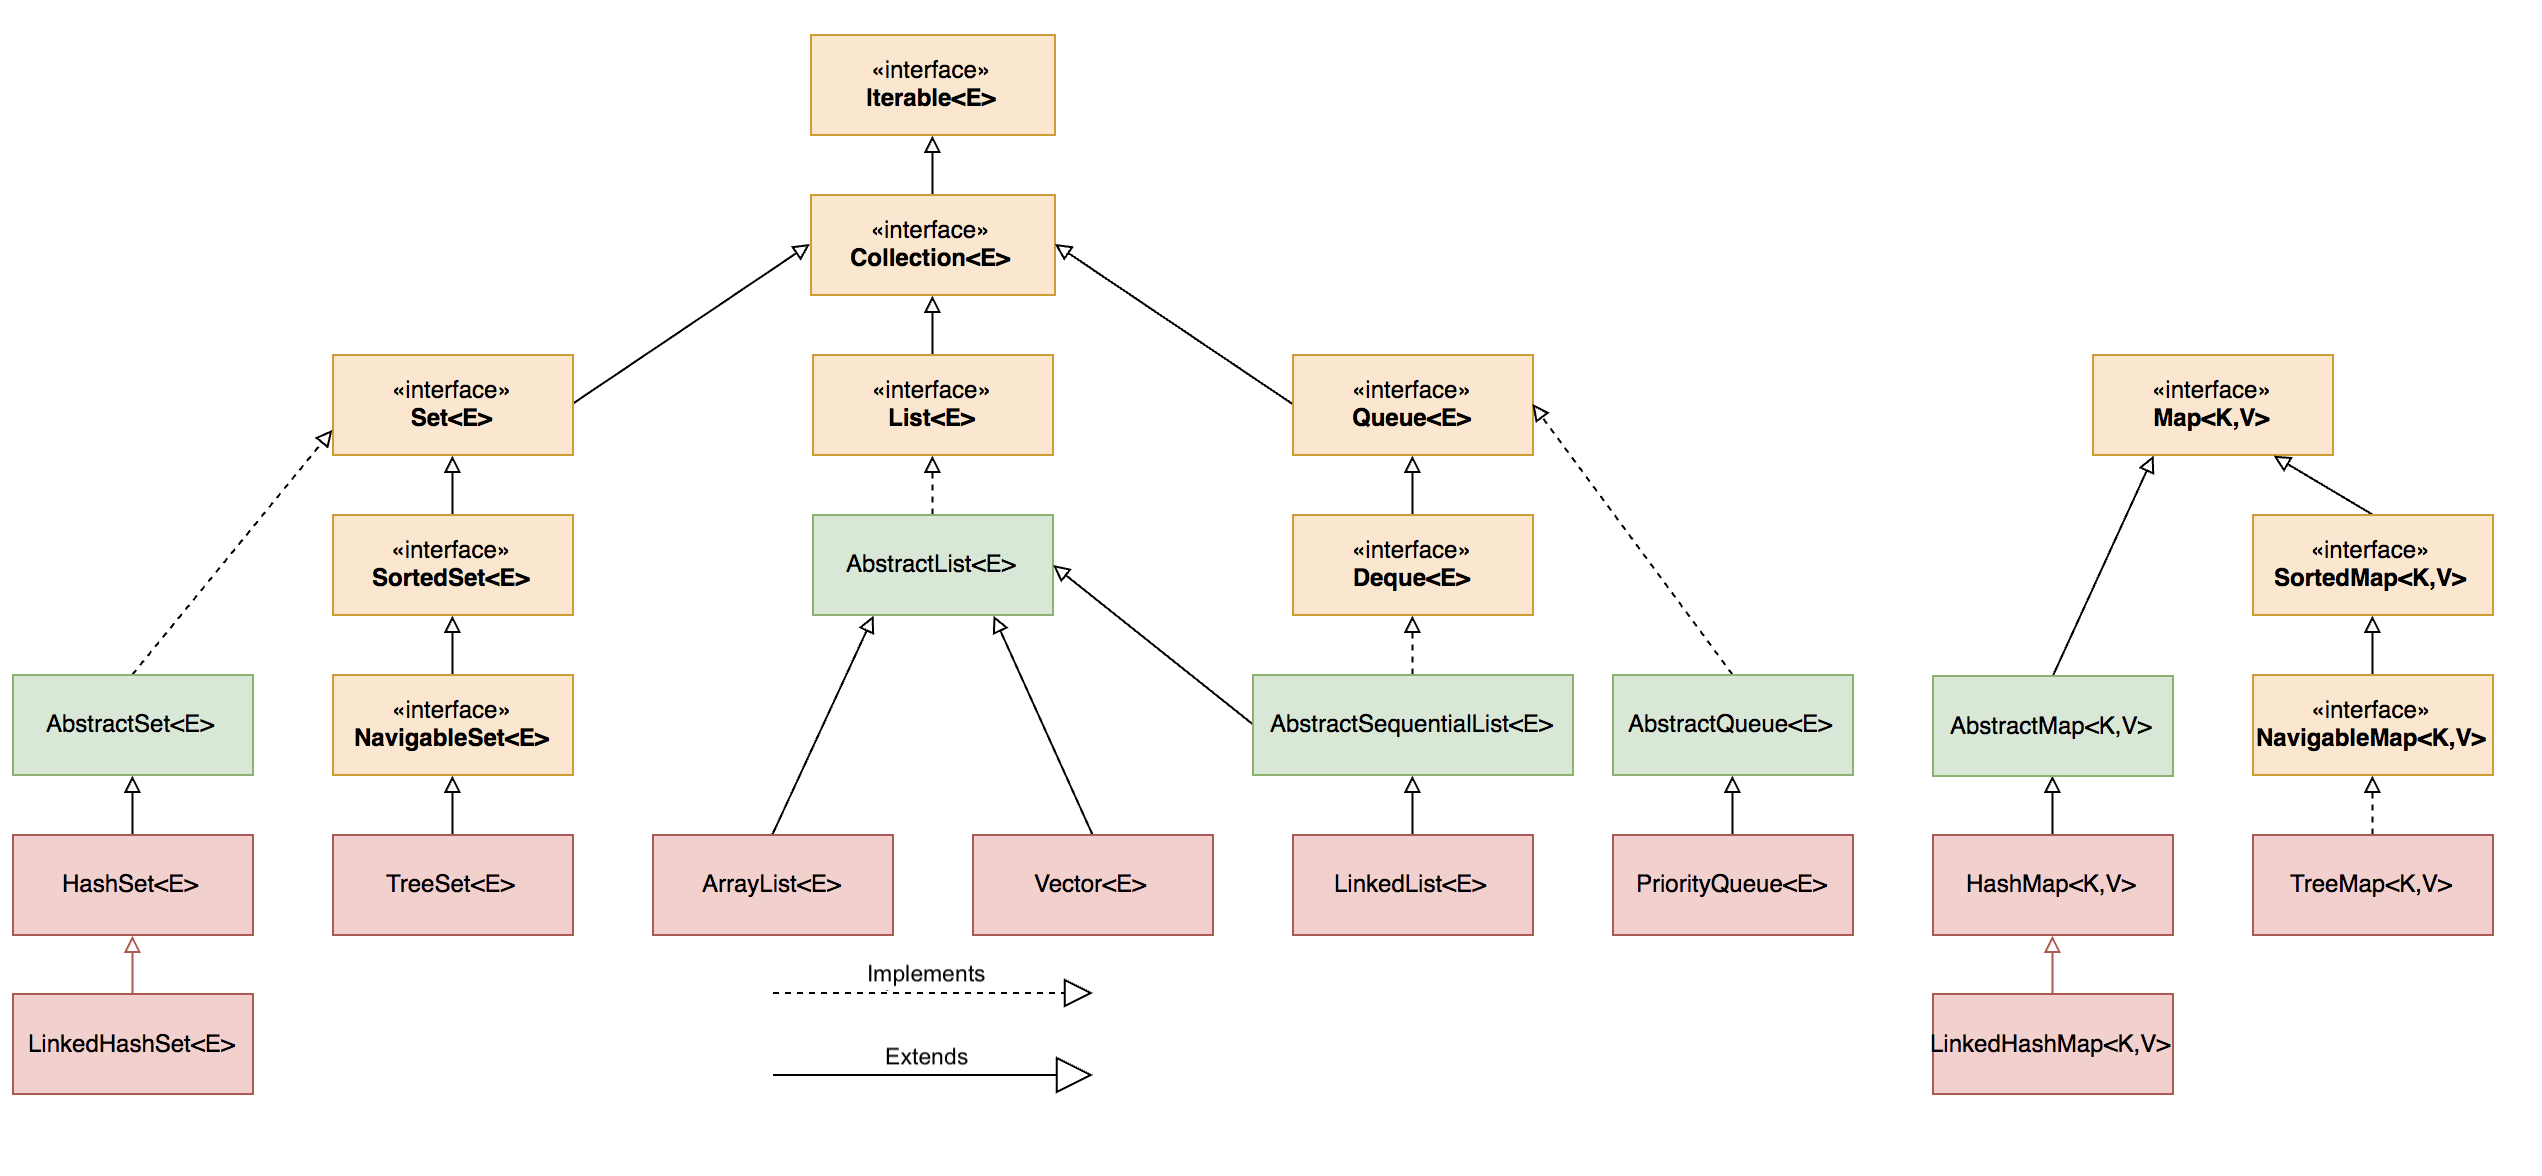 «interface»
Iterable<E>
«interface»
Collection<E>
«interface»
Set<E>
«interface»
List<E>
«interface»
Queue<E>
«interface»
Map<K,V>
«interface»
SortedSet<E>
AbstractList<E>
«interface»
Deque<E>
«interface»
SortedMap<K,V>
AbstractSet<E>
«interface»
NavigableSet<E>
AbstractSequentialList<E>
AbstractQueue<E>
AbstractMap<K,V>
«interface»
NavigableMap<K,V>
HashSet<E>
TreeSet<E>
ArrayList<E>
Vector<E>
LinkedList<E>
PriorityQueue<E>
HashMap<K,V>
TreeMap<K,V>
Implements
LinkedHashSet<E>
Extends
LinkedHashMap<K,V>